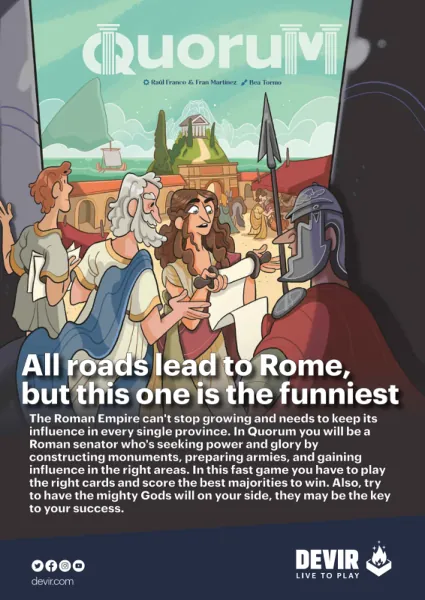 QuoruM
Raúl Franco & Fran Martínez Bea Tormo
All roads lead to Rome,
but this one is the funniest
The Roman Empire can't stop growing and needs to keep its
influence in every single province. In Quorum you will be a
Roman senator who's seeking power and glory by
constructing monuments, preparing armies, and gaining
influence in the right areas. In this fast game you have to play
the right cards and score the best majorities to win. Also, try
to have the mighty Gods will on your side, they may be the key
to your success.
devir.com
DEVIR
LIVE TO PLAY